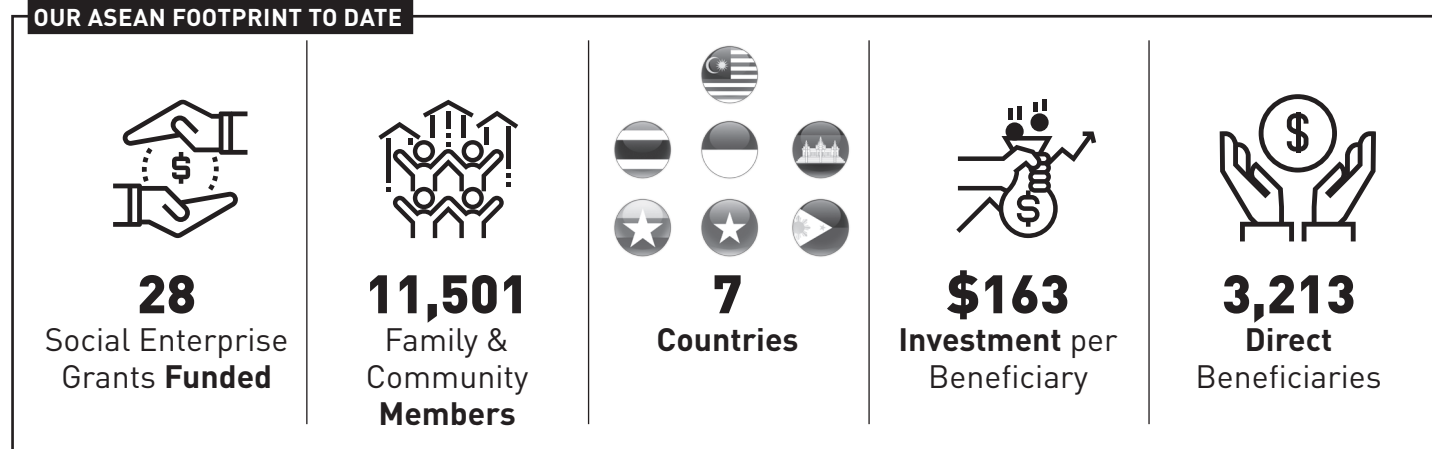 OUR ASEAN FOOTPRINT TO DATE
$
28
Social Enterprise
Grants Funded
11,501
Family &
Community
Members
7
Countries
$
$163
Investment per
Beneficiary
$
3,213
Direct
Beneficiaries